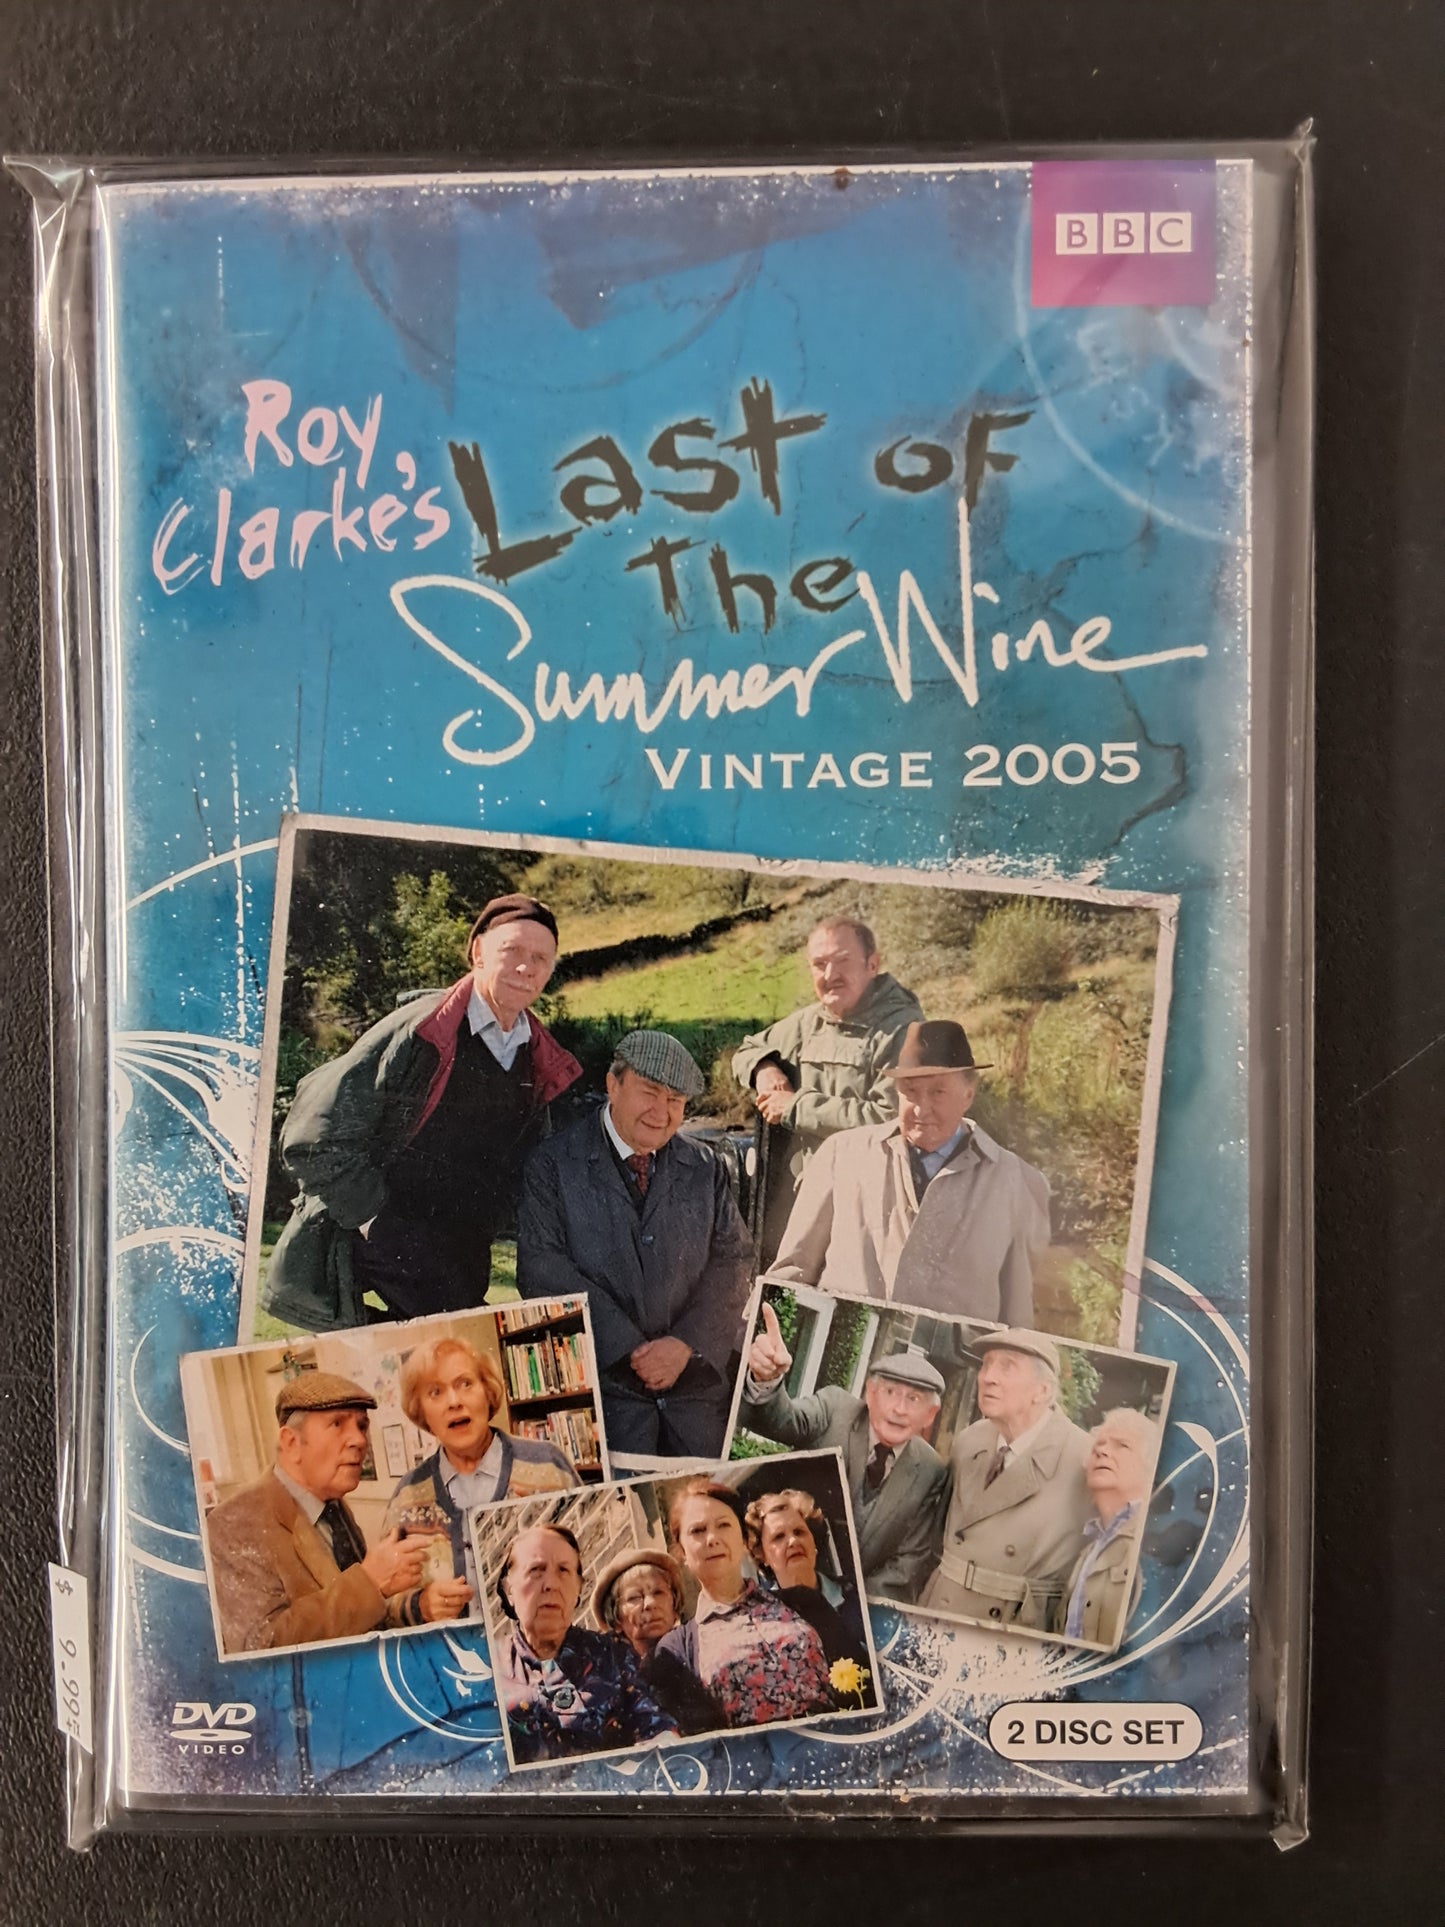 BBC
Roy
Clarke's
Last of
The
Summer Wine
VINTAGE 2005
$ 9.99
DVD
VIDEO
2 DISC SET